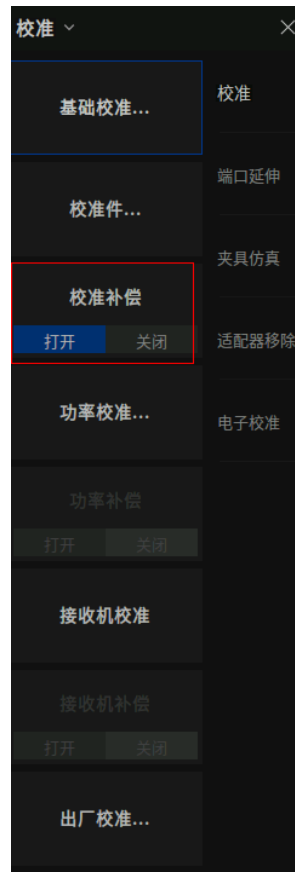 校准
基础校准...
校准件...
校准补偿
打开 关闭
功率校准...
功率补偿
打开 关闭
接收机校准
接收机补偿
打开 关闭
出厂校准...
校准
端口延伸
夹具仿真
适配器移除
电子校准